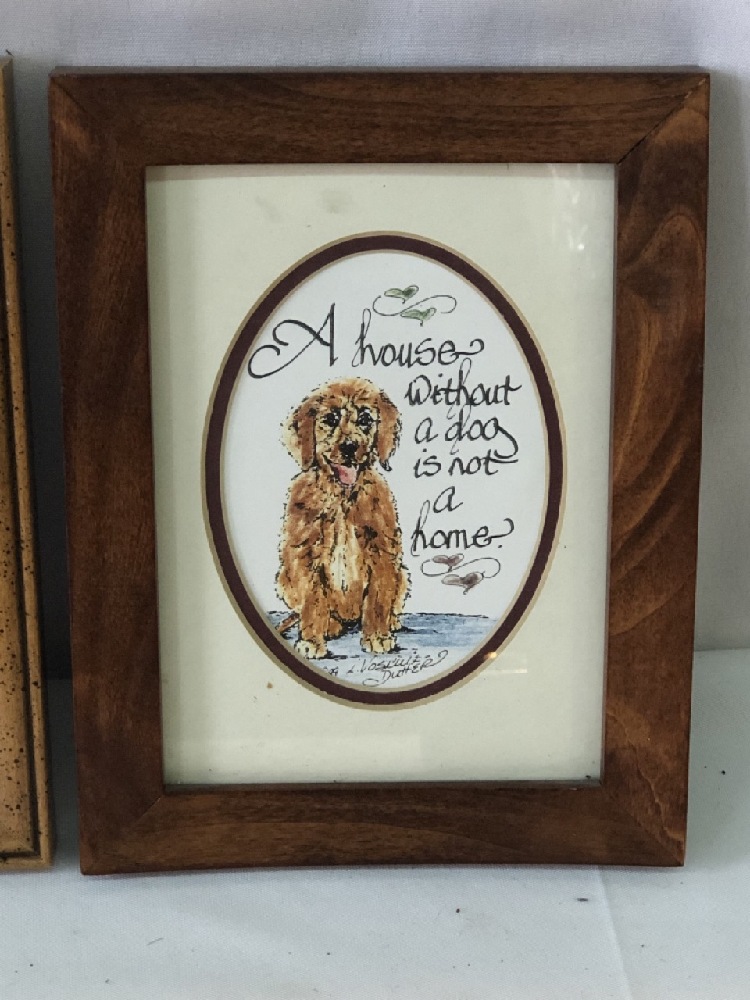 A house
without
a dog
is not
a
home.